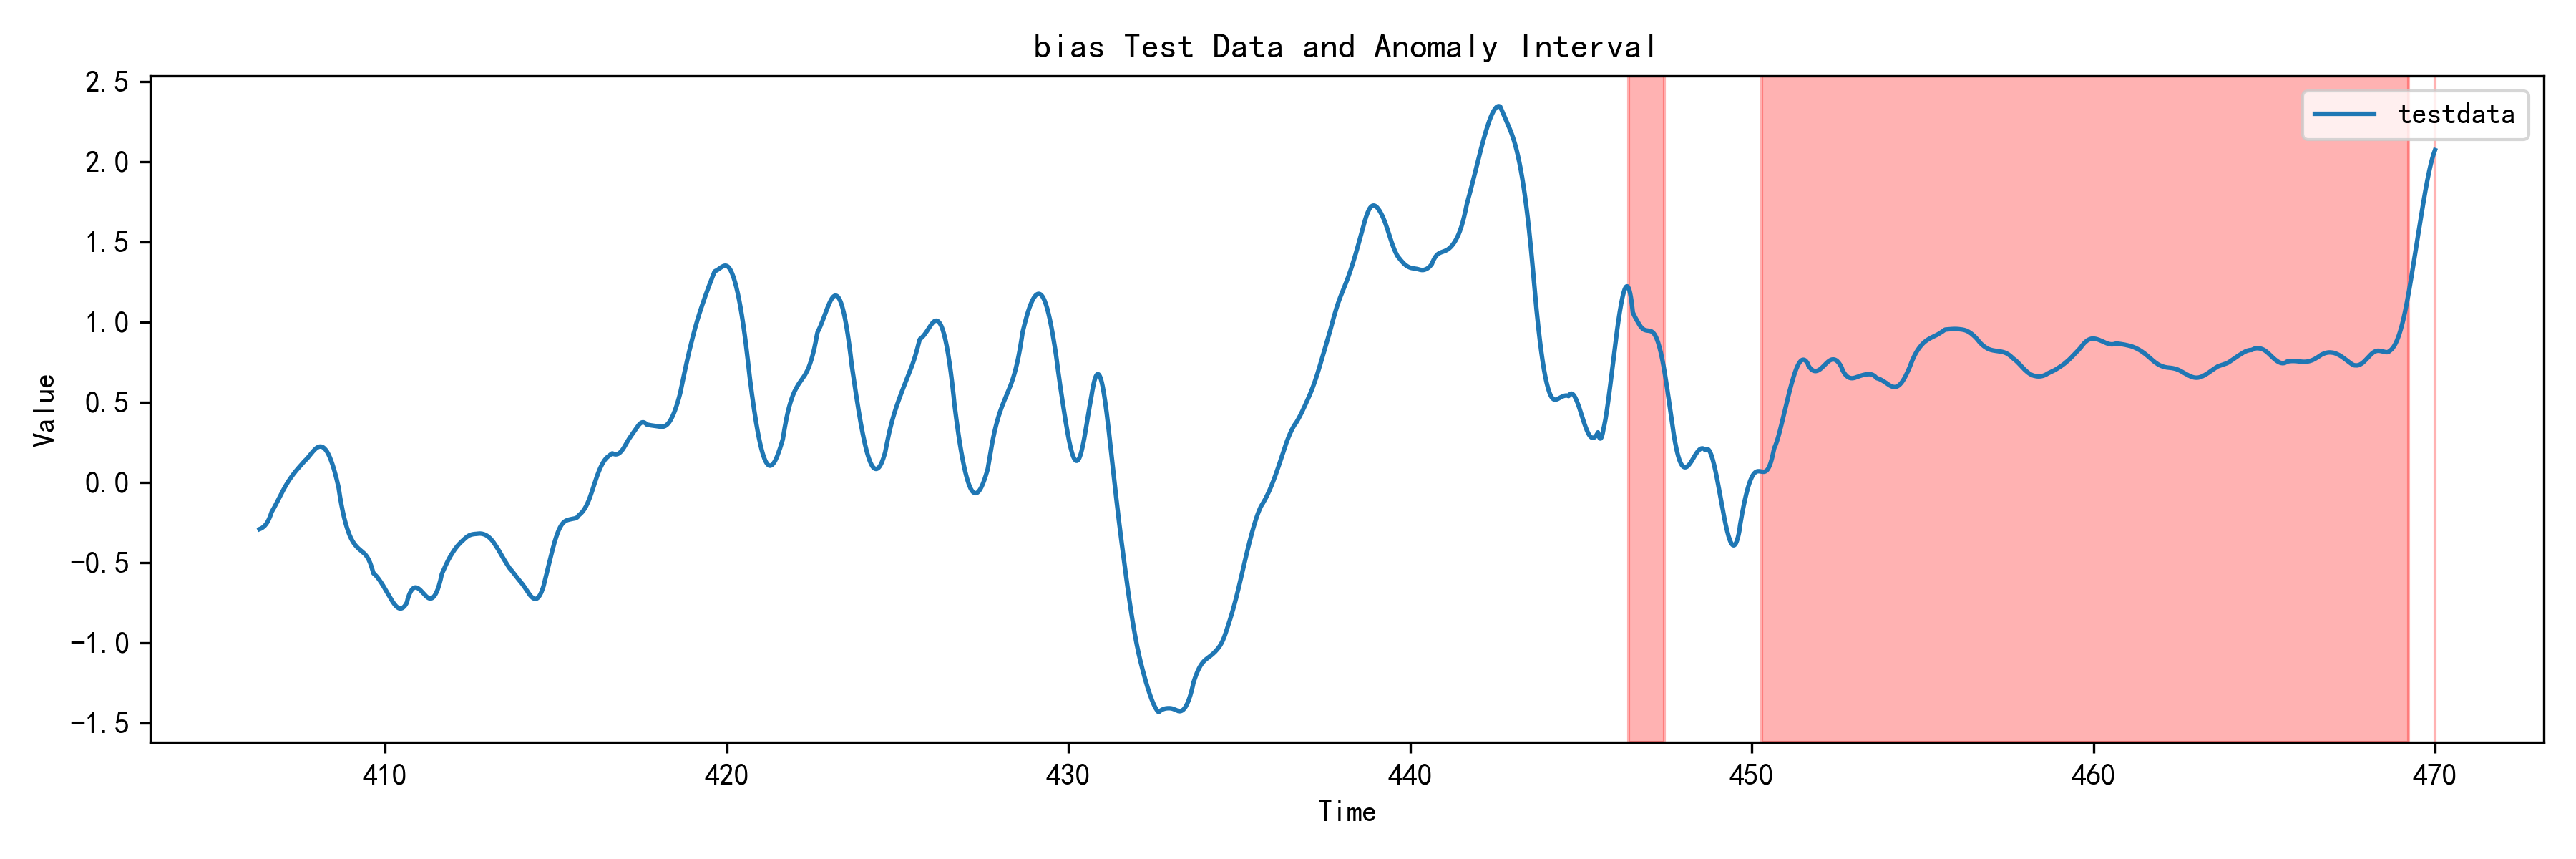 bias Test Data and Anomaly Interval
testdata
Value
2.5
2.0
1.5
1.0
0.5
0.0
−0.5
−1.0
−1.5
410 420 430 440 450 460 470
Time